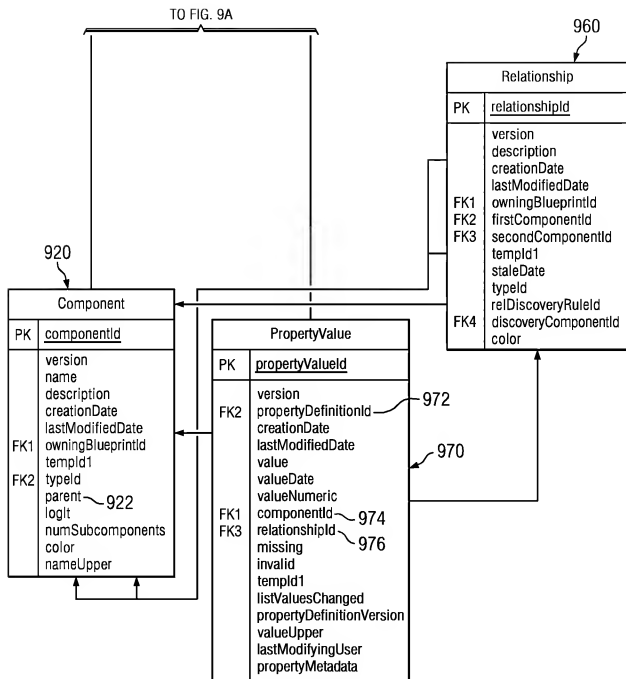 TO FIG. 9A
960
Relationship
PK relationshipId
version
description
creationDate
lastModifiedDate
FK1 owningBlueprintId
FK2 firstComponentId
FK3 secondComponentId
tempId1
staleDate
typeId
relDiscoveryRuleId
FK4 discoveryComponentId
color
920
Component
PK componentId
version
name
description
creationDate
lastModifiedDate
FK1 owningBlueprintId
tempId1
FK2 typeId
parent 922
logIt
numSubcomponents
color
nameUpper
PropertyValue
PK propertyValueId
version
FK2 propertyDefinitionId 972
creationDate
lastModifiedDate
970
value
valueDate
valueNumeric
FK1 componentId 974
FK3 relationshipId 976
missing
invalid
tempId1
listValuesChanged
propertyDefinitionVersion
valueUpper
lastModifyingUser
propertyMetadata